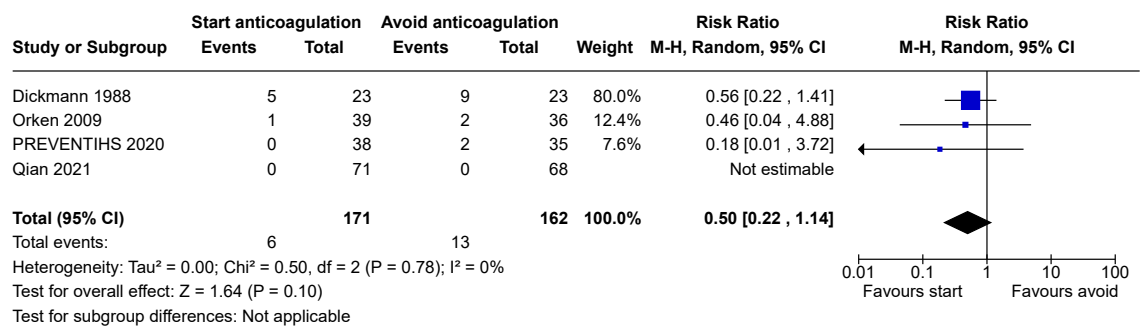 Start anticoagulation Avoid anticoagulation Risk Ratio Risk Ratio
Study or Subgroup Events Total Events Total Weight M-H, Random, 95% CI M-H, Random, 95% CI
Dickmann 1988 5 23 9 23 80.0% 0.56 [0.22 , 1.41]
Orken 2009 1 39 2 36 12.4% 0.46 [0.04 , 4.88]
PREVENTIHS 2020 0 38 2 35 7.6% 0.18 [0.01 , 3.72]
Qian 2021 0 71 0 68 Not estimable
Total (95% CI) 171 162 100.0% 0.50 [0.22 , 1.14]
Total events: 6 13
Heterogeneity: Tau² = 0.00; Chi² = 0.50, df = 2 (P = 0.78); I² = 0%
Test for overall effect: Z = 1.64 (P = 0.10)
Test for subgroup differences: Not applicable
0.01 0.1 1 10 100
Favours start Favours avoid